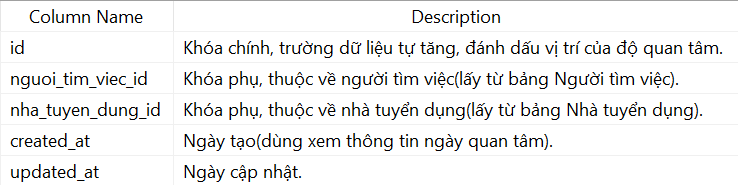 Column Name Description
id Khóa chính, trường dữ liệu tự tăng, đánh dấu vị trí của độ quan tâm.
nguoi_tim_viec_id Khóa phụ, thuộc về người tìm việc(lấy từ bảng Người tìm việc).
nha_tuyen_dung_id Khóa phụ, thuộc về nhà tuyển dụng(lấy từ bảng Nhà tuyển dụng).
created_at Ngày tạo(dùng xem thông tin ngày quan tâm).
updated_at Ngày cập nhật.